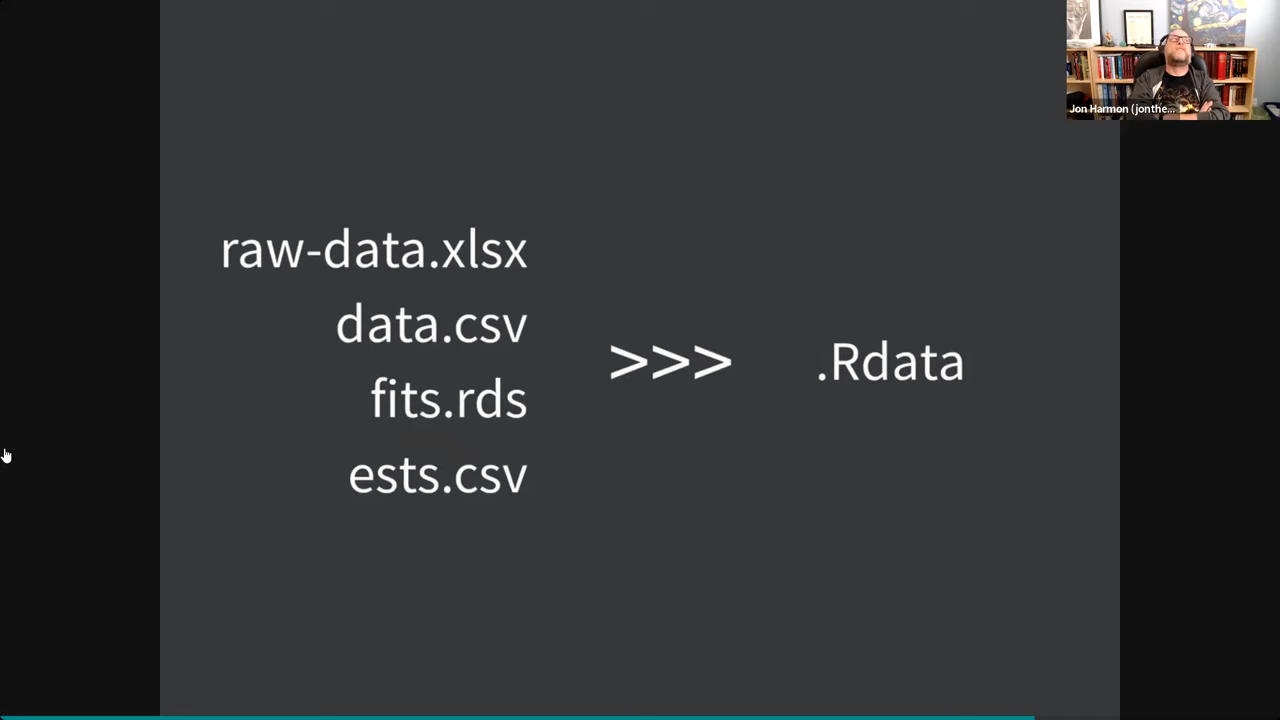 Jon Harmon (jonthe...
raw-data.xlsx
data.csv
fits.rds
ests.csv
>>>
.Rdata